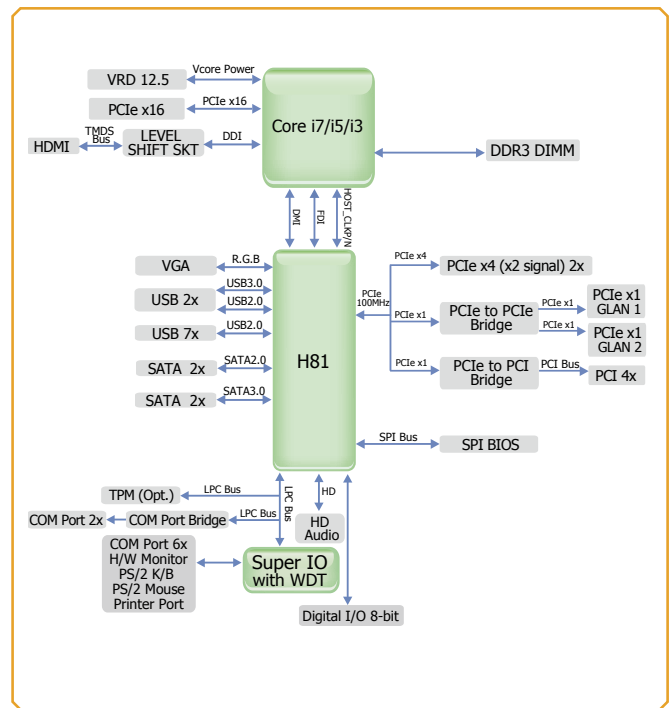 Vcore Power
VRD 12.5
PCIe x16
PCIe x16
Core i7/i5/i3
TMDS
Bus
HDMI
LEVEL
SHIFT SKT
DDI
DDR3 DIMM
DMI
FDI
HOST_CLKP/N
VGA
R.G.B
USB3.0
USB 2x
USB2.0
USB 7x
USB2.0
SATA 2x
SATA2.0
SATA 2x
SATA3.0
H81
PCIe
100MHz
PCIe x4
PCIe x4 (x2 signal) 2x
PCIe x1
PCIe to PCIe
Bridge
PCIe x1
PCIe x1
GLAN 1
PCIe x1
PCIe x1
GLAN 2
PCIe x1
PCIe to PCI
Bridge
PCI Bus
PCI 4x
SPI Bus
SPI BIOS
TPM (Opt.)
LPC Bus
LPC Bus
HD
COM Port 2x
COM Port Bridge
LPC Bus
HD
Audio
COM Port 6x
H/W Monitor
PS/2 K/B
PS/2 Mouse
Printer Port
Super IO
with WDT
Digital I/O 8-bit